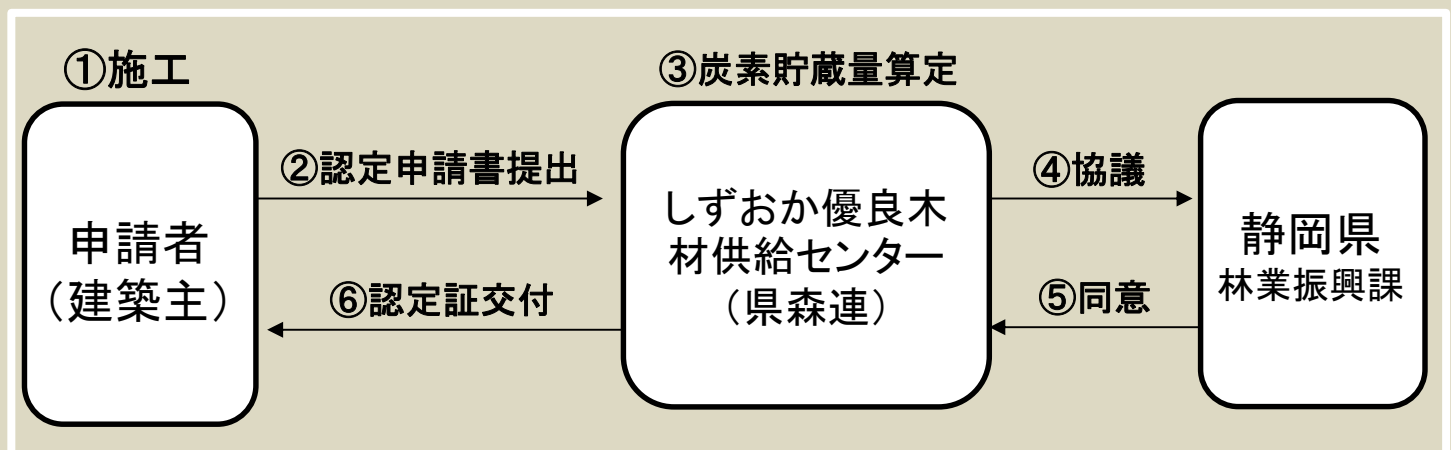 ①施工
③炭素貯蔵量算定
②認定申請書提出
④協議
申請者
（建築主）
しずおか優良木
材供給センター
（県森連）
静岡県
林業振興課
⑥認定証交付
⑤同意